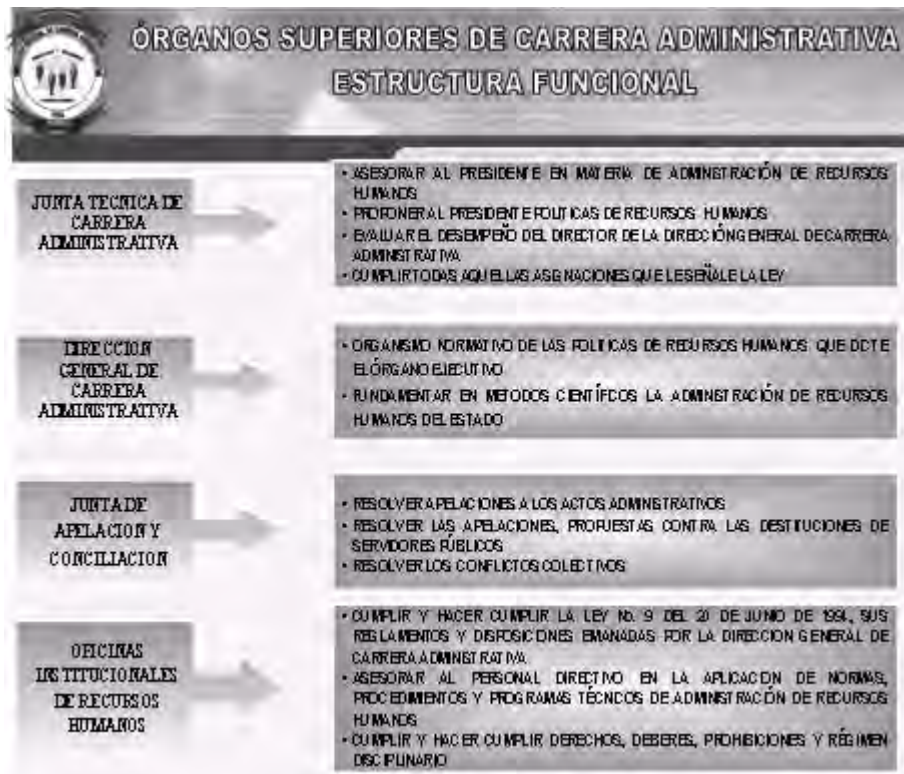 ÓRGANOS SUPERIORES DE CARRERA ADMINISTRATIVA
ESTRUCTURA FUNCIONAL
JUNTA TECNICA DE
CARRERA
ADMINISTRATIVA
• ASESORAR AL PRESIDENTE EN MATERIA DE ADMINISTRACIÓN DE RECURSOS
HUMANOS
• PROPONER AL PRESIDENTE POLITICAS DE RECURSOS HUMANOS
• EVALUAR EL DESEMPEÑO DEL DIRECTOR DE LA DIRECCIÓN GENERAL DE CARRERA
ADMINISTRATIVA
• CUMPLIR TODAS AQUELLAS ASIGNACIONES QUE LE SEÑALE LA LEY
DIRECCION
GENERAL DE
CARRERA
ADMINISTRATIVA
• ORGANISMO NORMATIVO DE LAS POLITICAS DE RECURSOS HUMANOS QUE DICTE
EL ÓRGANO EJECUTIVO
• FUNDAMENTAR EN METODOS CIENTÍFICOS LA ADMINISTRACIÓN DE RECURSOS
HUMANOS DEL ESTADO
JUNTA DE
APELACION Y
CONCILIACION
• RESOLVER APELACIONES A LOS ACTOS ADMINISTRATIVOS
• RESOLVER LAS APELACIONES, PROPUESTAS CONTRA LAS DESTITUCIONES DE
SERVIDORES PÚBLICOS
• RESOLVER LOS CONFLICTOS COLECTIVOS
OFICINAS
INSTITUCIONALES
DE RECURSOS
HUMANOS
• CUMPLIR Y HACER CUMPLIR LA LEY No. 9 DEL 20 DE JUNIO DE 1994, SUS
REGLAMENTOS Y DISPOSICIONES EMANADAS POR LA DIRECCION GENERAL DE
CARRERA ADMINISTRATIVA
• ASESORAR AL PERSONAL DIRECTIVO EN LA APLICACION DE NORMAS,
PROCEDIMIENTOS Y PROGRAMAS TÉCNICOS DE ADMINISTRACIÓN DE RECURSOS
HUMANOS
• CUMPLIR Y HACER CUMPLIR DERECHOS, DEBERES, PROHIBICIONES Y RÉGIMEN
DISCIPLINARIO